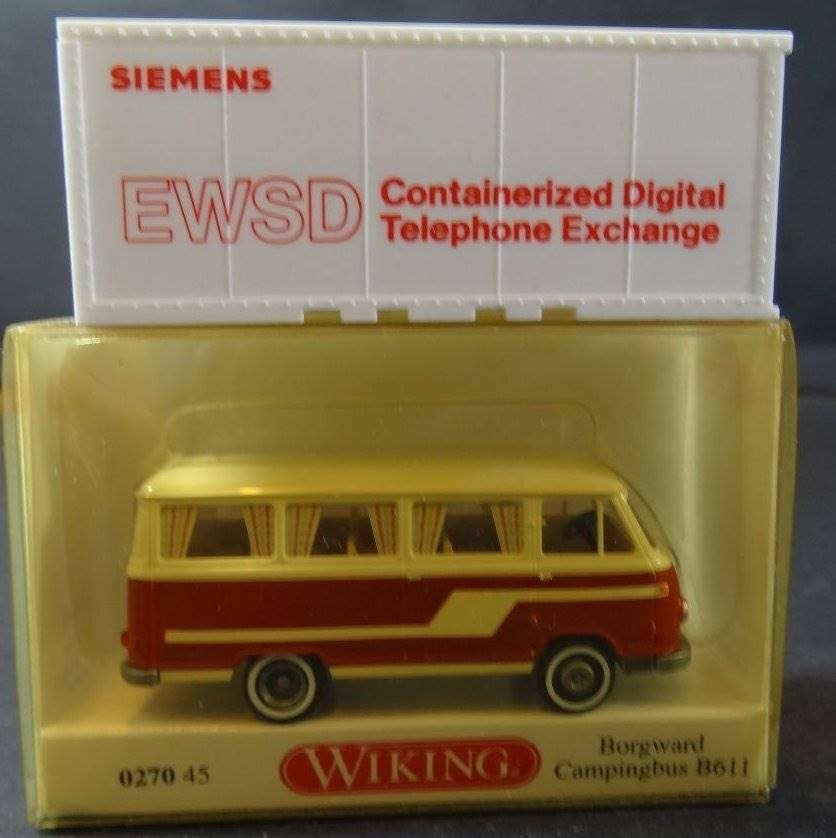 SIEMENS
EWSD Containerized Digital
Telephone Exchange
0270 45
WIKING
Borgward
Campingbus B611